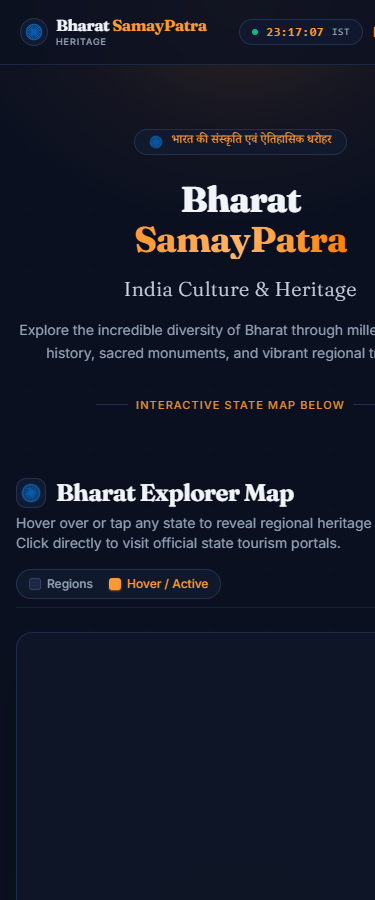 Bharat SamayPatra
HERITAGE
23:17:07 IST
भारत की संस्कृति एवं ऐतिहासिक धरोहर
Bharat
SamayPatra
India Culture & Heritage
Explore the incredible diversity of Bharat through mille
history, sacred monuments, and vibrant regional tr
INTERACTIVE STATE MAP BELOW
Bharat Explorer Map
Hover over or tap any state to reveal regional heritage
Click directly to visit official state tourism portals.
Regions
Hover / Active